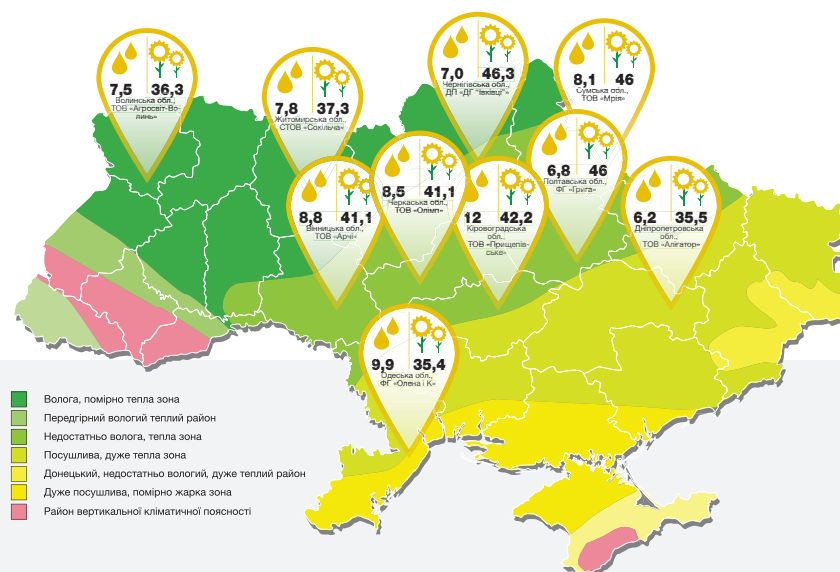 7,5 36,3
Волинська обл.,
ТОВ «Агросвіт-Во-
линь»
7,8 37,3
Житомирська обл.,
СТОВ «Сокільча»
7,0 46,3
Чернігівська обл.,
ДП «ДГ "Івківці"»
8,1 46
Сумська обл.,
ТОВ «Мрія»
8,8 41,1
Вінницька обл.,
ТОВ «Арчі»
8,5 41,1
Черкаська обл.,
ТОВ «Олімп»
12 42,2
Кіровоградська
обл.,
ТОВ «Прищепів-
ське»
6,8 46
Полтавська обл.,
ФГ «Грига»
6,2 35,5
Дніпропетровська
обл.,
ТОВ «Алігатор»
9,9 35,4
Одеська обл.,
ФГ «Олена і К»
Волога, помірно тепла зона
Передгірний вологий теплий район
Недостатньо волога, тепла зона
Посушлива, дуже тепла зона
Донецький, недостатньо вологий, дуже теплий район
Дуже посушлива, помірно жарка зона
Район вертикальної кліматичної поясності